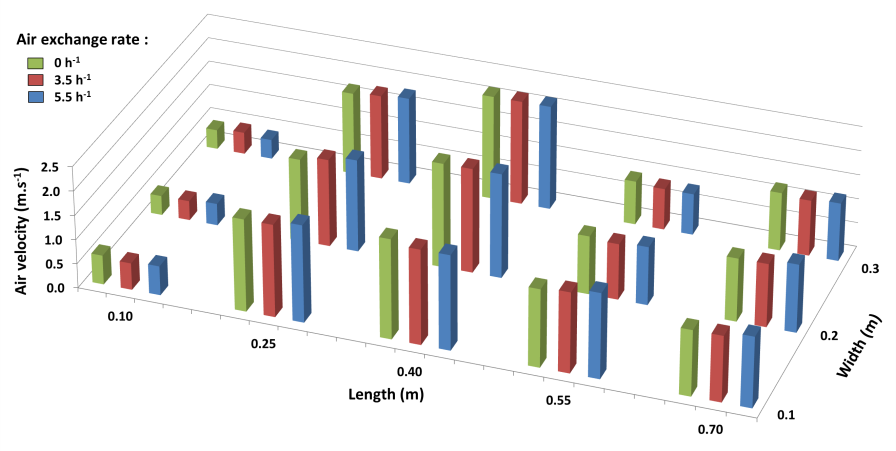 Air exchange rate :
0 h⁻¹
3.5 h⁻¹
5.5 h⁻¹
Air velocity (m.s⁻¹)
2.5
2.0
1.5
1.0
0.5
0.0
0.10
0.25
0.40
0.55
0.70
Length (m)
0.3
0.2
0.1
Width (m)